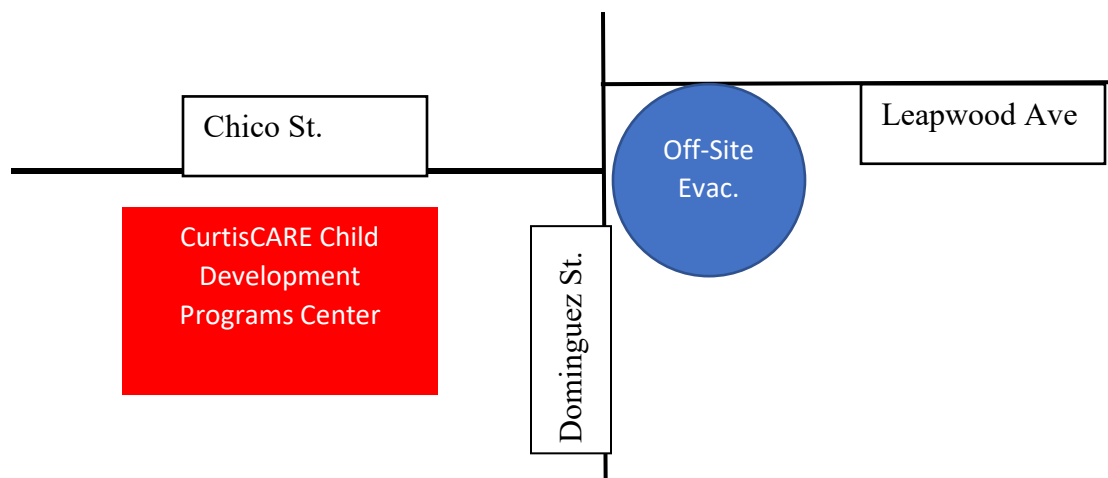 Chico St.
Leapwood Ave
Off-Site
Evac.
CurtisCARE Child
Development
Programs Center
Dominguez St.